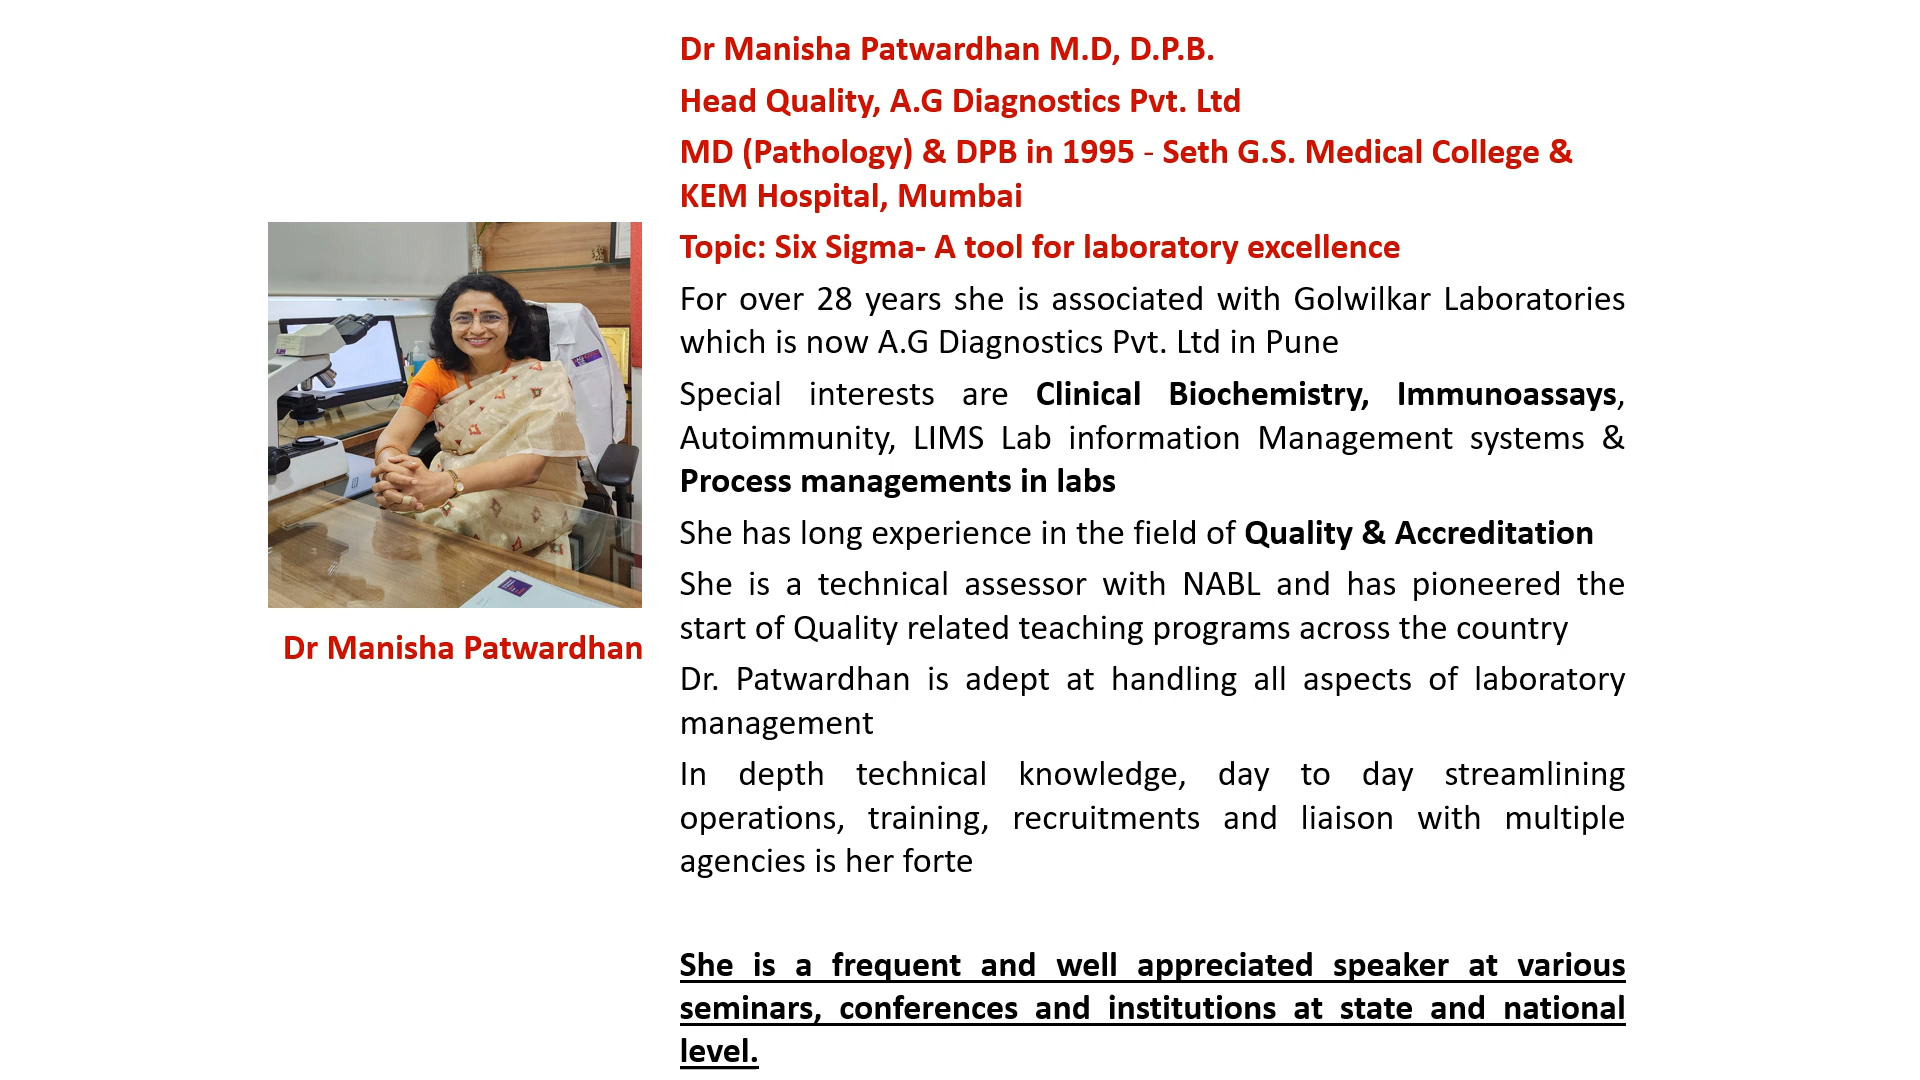 Dr Manisha Patwardhan M.D, D.P.B.
Head Quality, A.G Diagnostics Pvt. Ltd
MD (Pathology) & DPB in 1995 - Seth G.S. Medical College &
KEM Hospital, Mumbai
Topic: Six Sigma- A tool for laboratory excellence
For over 28 years she is associated with Golwilkar Laboratories
which is now A.G Diagnostics Pvt. Ltd in Pune
Special interests are Clinical Biochemistry, Immunoassays,
Autoimmunity, LIMS Lab information Management systems &
Process managements in labs
She has long experience in the field of Quality & Accreditation
She is a technical assessor with NABL and has pioneered the
start of Quality related teaching programs across the country
Dr. Patwardhan is adept at handling all aspects of laboratory
management
In depth technical knowledge, day to day streamlining
operations, training, recruitments and liaison with multiple
agencies is her forte
She is a frequent and well appreciated speaker at various
seminars, conferences and institutions at state and national
level.
Dr Manisha Patwardhan